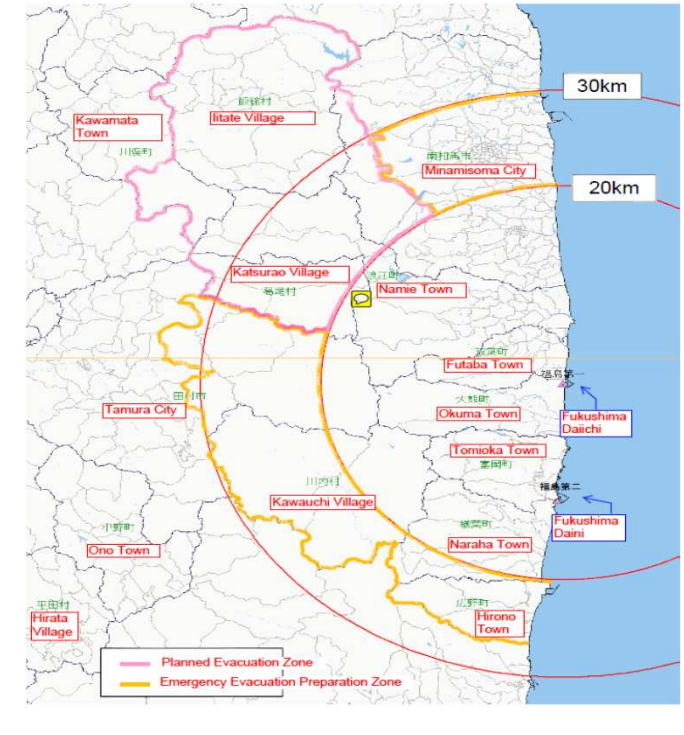 30km
飯舘村
Iitate Village
Kawamata
Town
川俣町
南相馬市
Minamisoma City
20km
Katsurao Village
葛尾村
浪江町
Namie Town
双葉町
Futaba Town
福島第一
大熊町
Okuma Town
田村市
Tamura City
Fukushima
Daiichi
Tomioka Town
富岡町
川内村
Kawauchi Village
福島第二
楢葉町
Naraha Town
Fukushima
Daini
小野町
Ono Town
平田村
Hirata
Village
広野町
Hirono
Town
Planned Evacuation Zone
Emergency Evacuation Preparation Zone